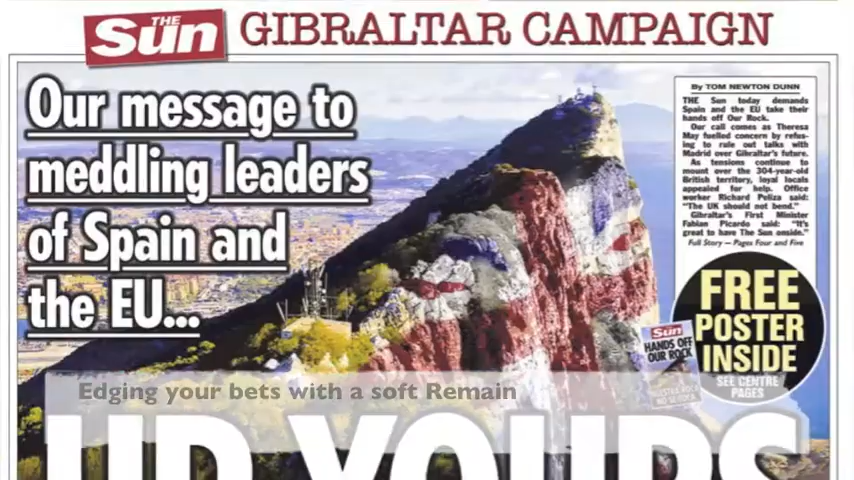 THE
Sun
GIBRALTAR CAMPAIGN
Our message to
meddling leaders
of Spain and
the EU...
By TOM NEWTON DUNN
THE Sun today demands
Spain and the EU take their
hands off Our Rock.
Our call comes as Theresa
May fuelled concern by refus-
ing to rule out talks with
Madrid over Gibraltar's future.
As tensions continue to
mount over the 304-year-old
British territory, loyal locals
appealed for help. Office
worker Richard Peliza said:
"The UK should not bend."
Gibraltar's First Minister
Fabian Picardo said: "It's
great to have The Sun onside."
Full Story — Pages Four and Five
FREE
POSTER
INSIDE
SEE CENTRE
PAGES
Sun
HANDS OFF
OUR ROCK
Edging your bets with a soft Remain
UP YOURS